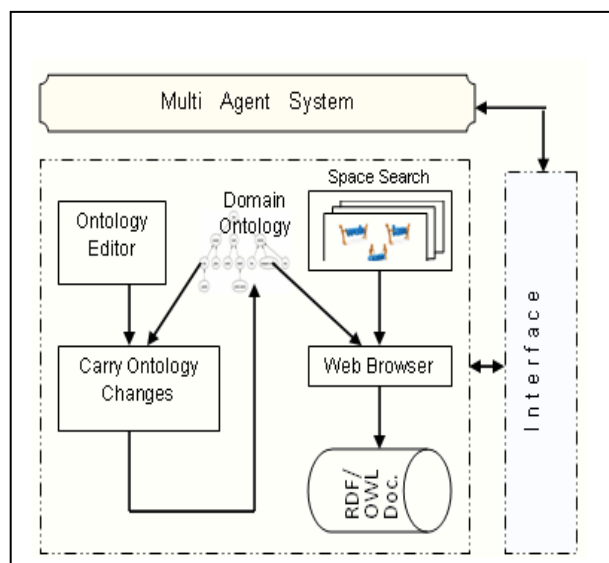 Multi Agent System
Space Search
Domain
Ontology
Ontology
Editor
Carry Ontology
Changes
Web Browser
RDF/
OWL
Doc.
Interface